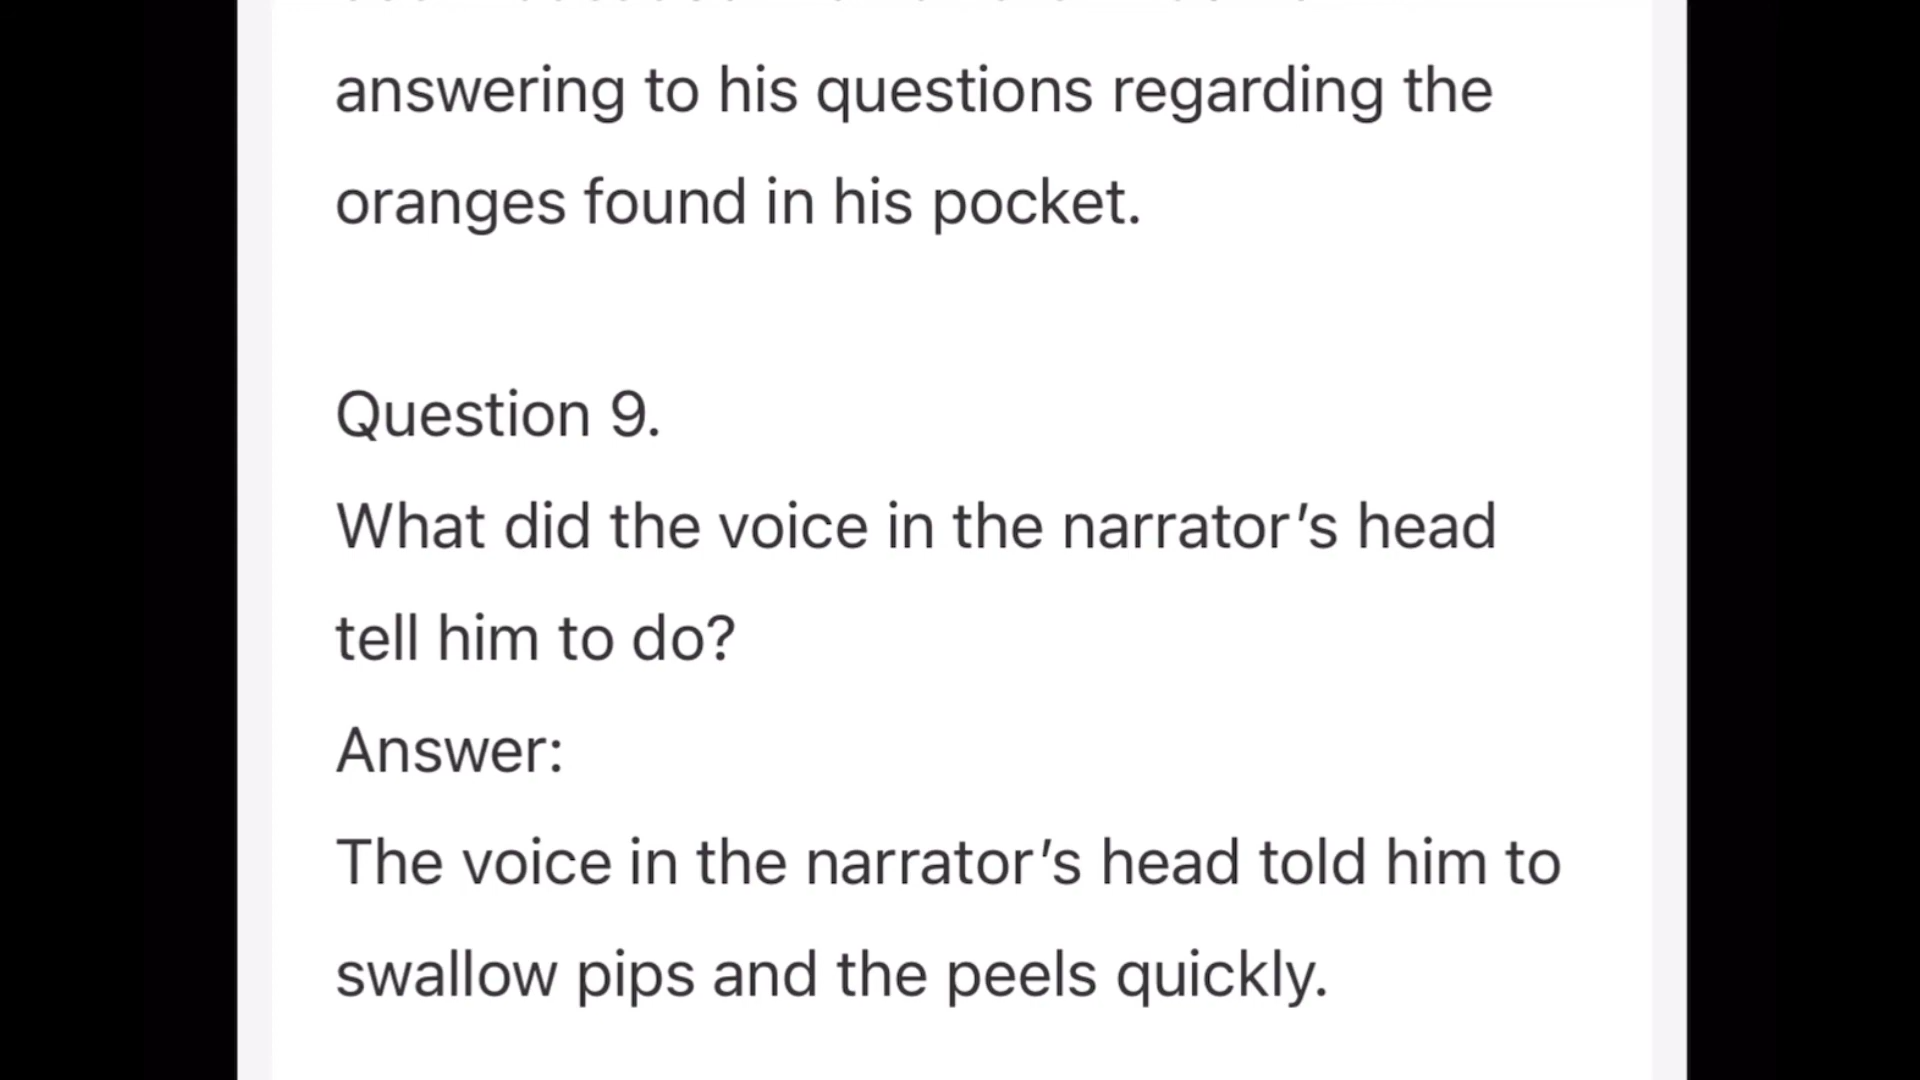 answering to his questions regarding the
oranges found in his pocket.
Question 9.
What did the voice in the narrator’s head
tell him to do?
Answer:
The voice in the narrator’s head told him to
swallow pips and the peels quickly.